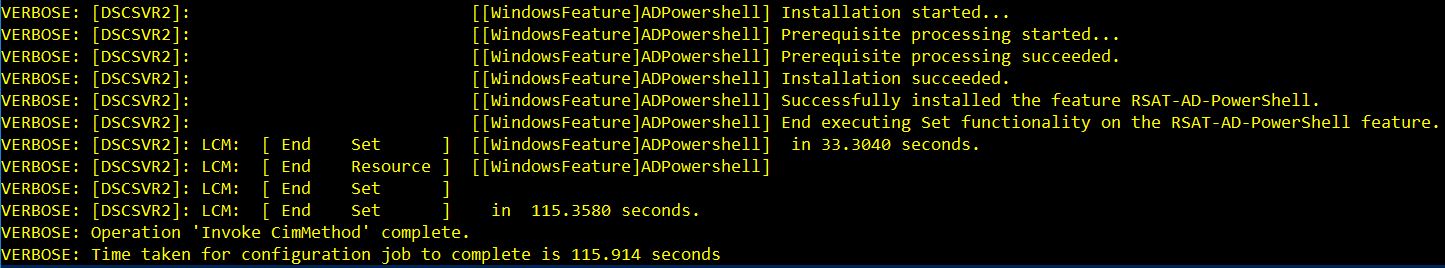 VERBOSE: [DSCSVR2]:                            [[WindowsFeature]ADPowershell] Installation started...
VERBOSE: [DSCSVR2]:                            [[WindowsFeature]ADPowershell] Prerequisite processing started...
VERBOSE: [DSCSVR2]:                            [[WindowsFeature]ADPowershell] Prerequisite processing succeeded.
VERBOSE: [DSCSVR2]:                            [[WindowsFeature]ADPowershell] Installation succeeded.
VERBOSE: [DSCSVR2]:                            [[WindowsFeature]ADPowershell] Successfully installed the feature RSAT-AD-PowerShell.
VERBOSE: [DSCSVR2]:                            [[WindowsFeature]ADPowershell] End executing Set functionality on the RSAT-AD-PowerShell feature.
VERBOSE: [DSCSVR2]: LCM:  [ End    Set      ]  [[WindowsFeature]ADPowershell]  in 33.3040 seconds.
VERBOSE: [DSCSVR2]: LCM:  [ End    Resource ]  [[WindowsFeature]ADPowershell]
VERBOSE: [DSCSVR2]: LCM:  [ End    Set      ]
VERBOSE: [DSCSVR2]: LCM:  [ End    Set      ]    in  115.3580 seconds.
VERBOSE: Operation 'Invoke CimMethod' complete.
VERBOSE: Time taken for configuration job to complete is 115.914 seconds